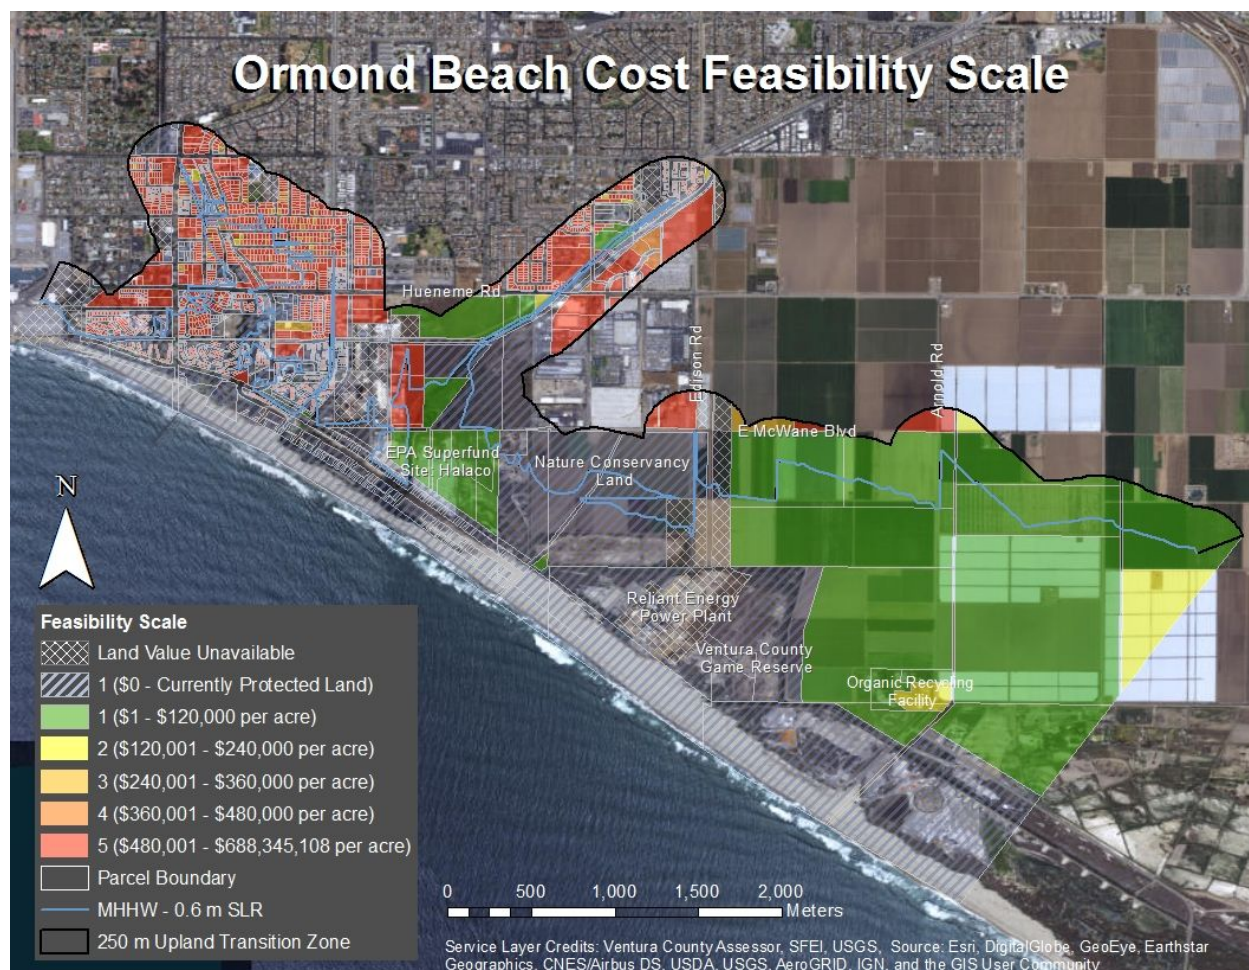 Ormond Beach Cost Feasibility Scale
Hueneme Rd
Edison Rd
Arnold Rd
E McWane Blvd
EPA Superfund
Site: Halaco
Nature Conservancy
Land
N
Reliant Energy
Power Plant
Ventura County
Game Reserve
Organic Recycling
Facility
Feasibility Scale
Land Value Unavailable
1 ($0 - Currently Protected Land)
1 ($1 - $120,000 per acre)
2 ($120,001 - $240,000 per acre)
3 ($240,001 - $360,000 per acre)
4 ($360,001 - $480,000 per acre)
5 ($480,001 - $688,345,108 per acre)
Parcel Boundary
MHHW - 0.6 m SLR
250 m Upland Transition Zone
0 500 1,000 1,500 2,000
Meters
Service Layer Credits: Ventura County Assessor, SFEI, USGS, Source: Esri, DigitalGlobe, GeoEye, Earthstar
Geographics, CNES/Airbus DS, USDA, USGS, AeroGRID, IGN, and the GIS User Community